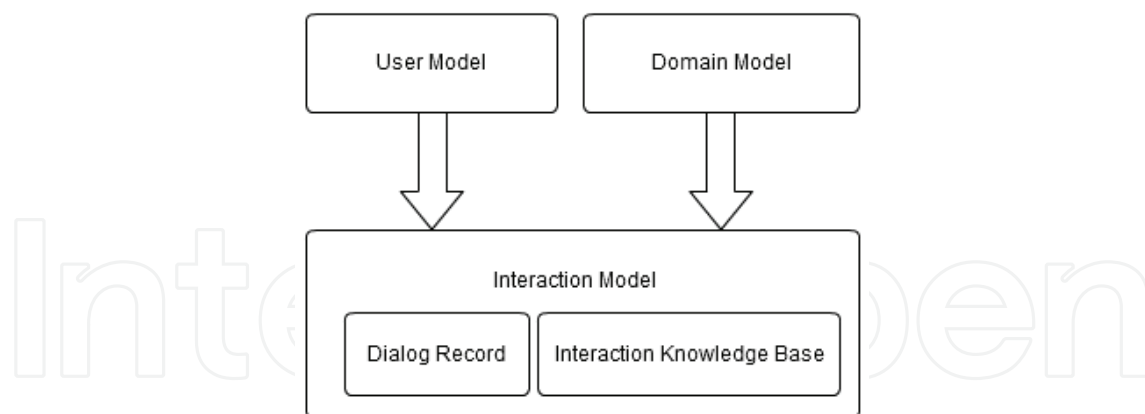 User Model
Domain Model
Interaction Model
Dialog Record
Interaction Knowledge Base